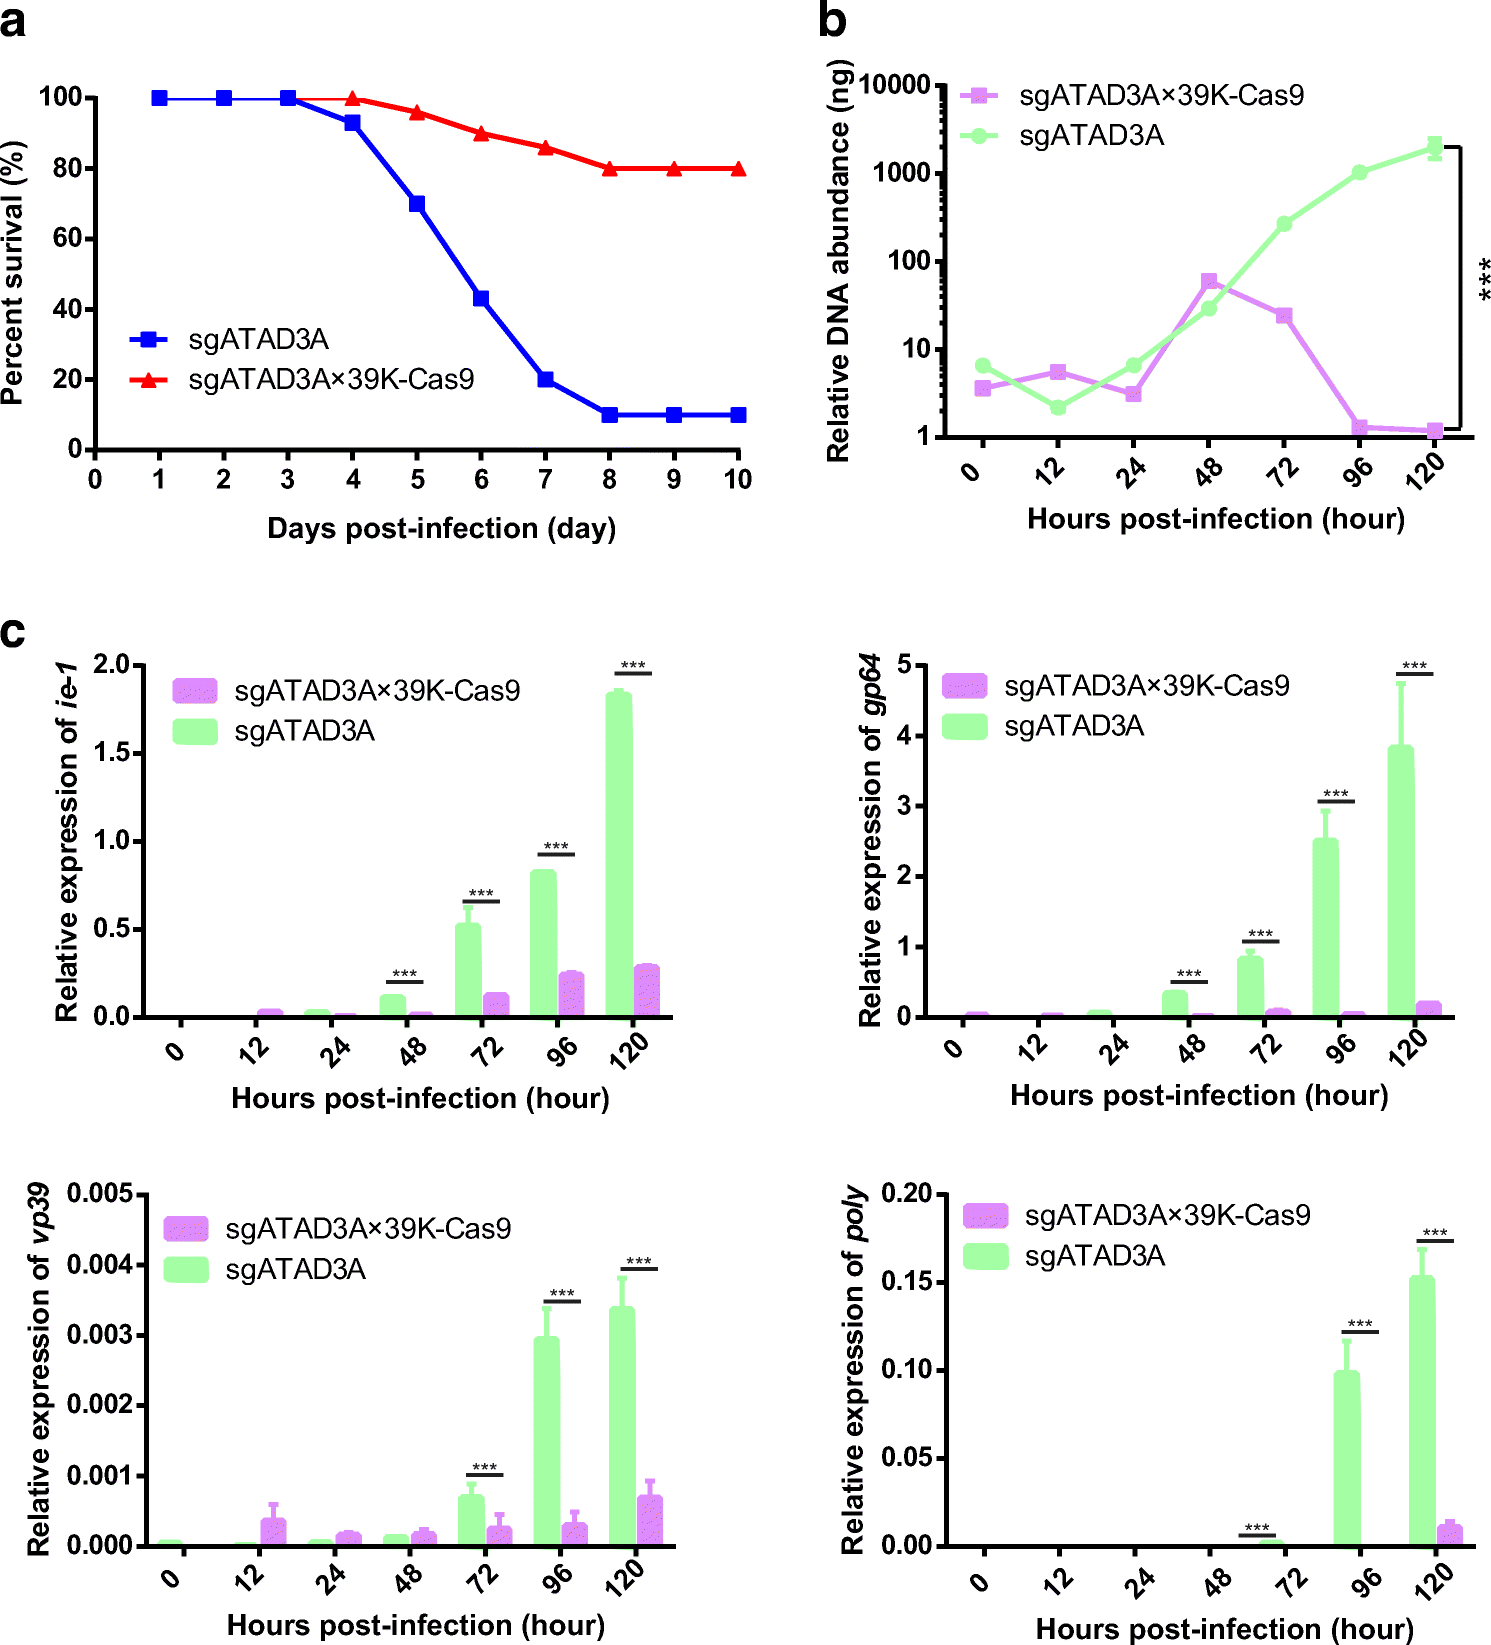 a
Percent surival (%)
100
80
60
40
20
0
sgATAD3A
sgATAD3A×39K-Cas9
0 1 2 3 4 5 6 7 8 9 10
Days post-infection (day)
b
Relative DNA abundance (ng)
10000
1000
100
10
1
sgATAD3A×39K-Cas9
sgATAD3A
***
0 12 24 48 72 96 120
Hours post-infection (hour)
c
Relative expression of ie-1
2.0
1.5
1.0
0.5
0.0
sgATAD3A×39K-Cas9
sgATAD3A
*** *** *** ***
0 12 24 48 72 96 120
Hours post-infection (hour)
Relative expression of gp64
5
4
3
2
1
0
sgATAD3A×39K-Cas9
sgATAD3A
*** *** *** ***
0 12 24 48 72 96 120
Hours post-infection (hour)
Relative expression of vp39
0.005
0.004
0.003
0.002
0.001
0.000
sgATAD3A×39K-Cas9
sgATAD3A
*** *** ***
0 12 24 48 72 96 120
Hours post-infection (hour)
Relative expression of poly
0.20
0.15
0.10
0.05
0.00
sgATAD3A×39K-Cas9
sgATAD3A
*** *** ***
0 12 24 48 72 96 120
Hours post-infection (hour)